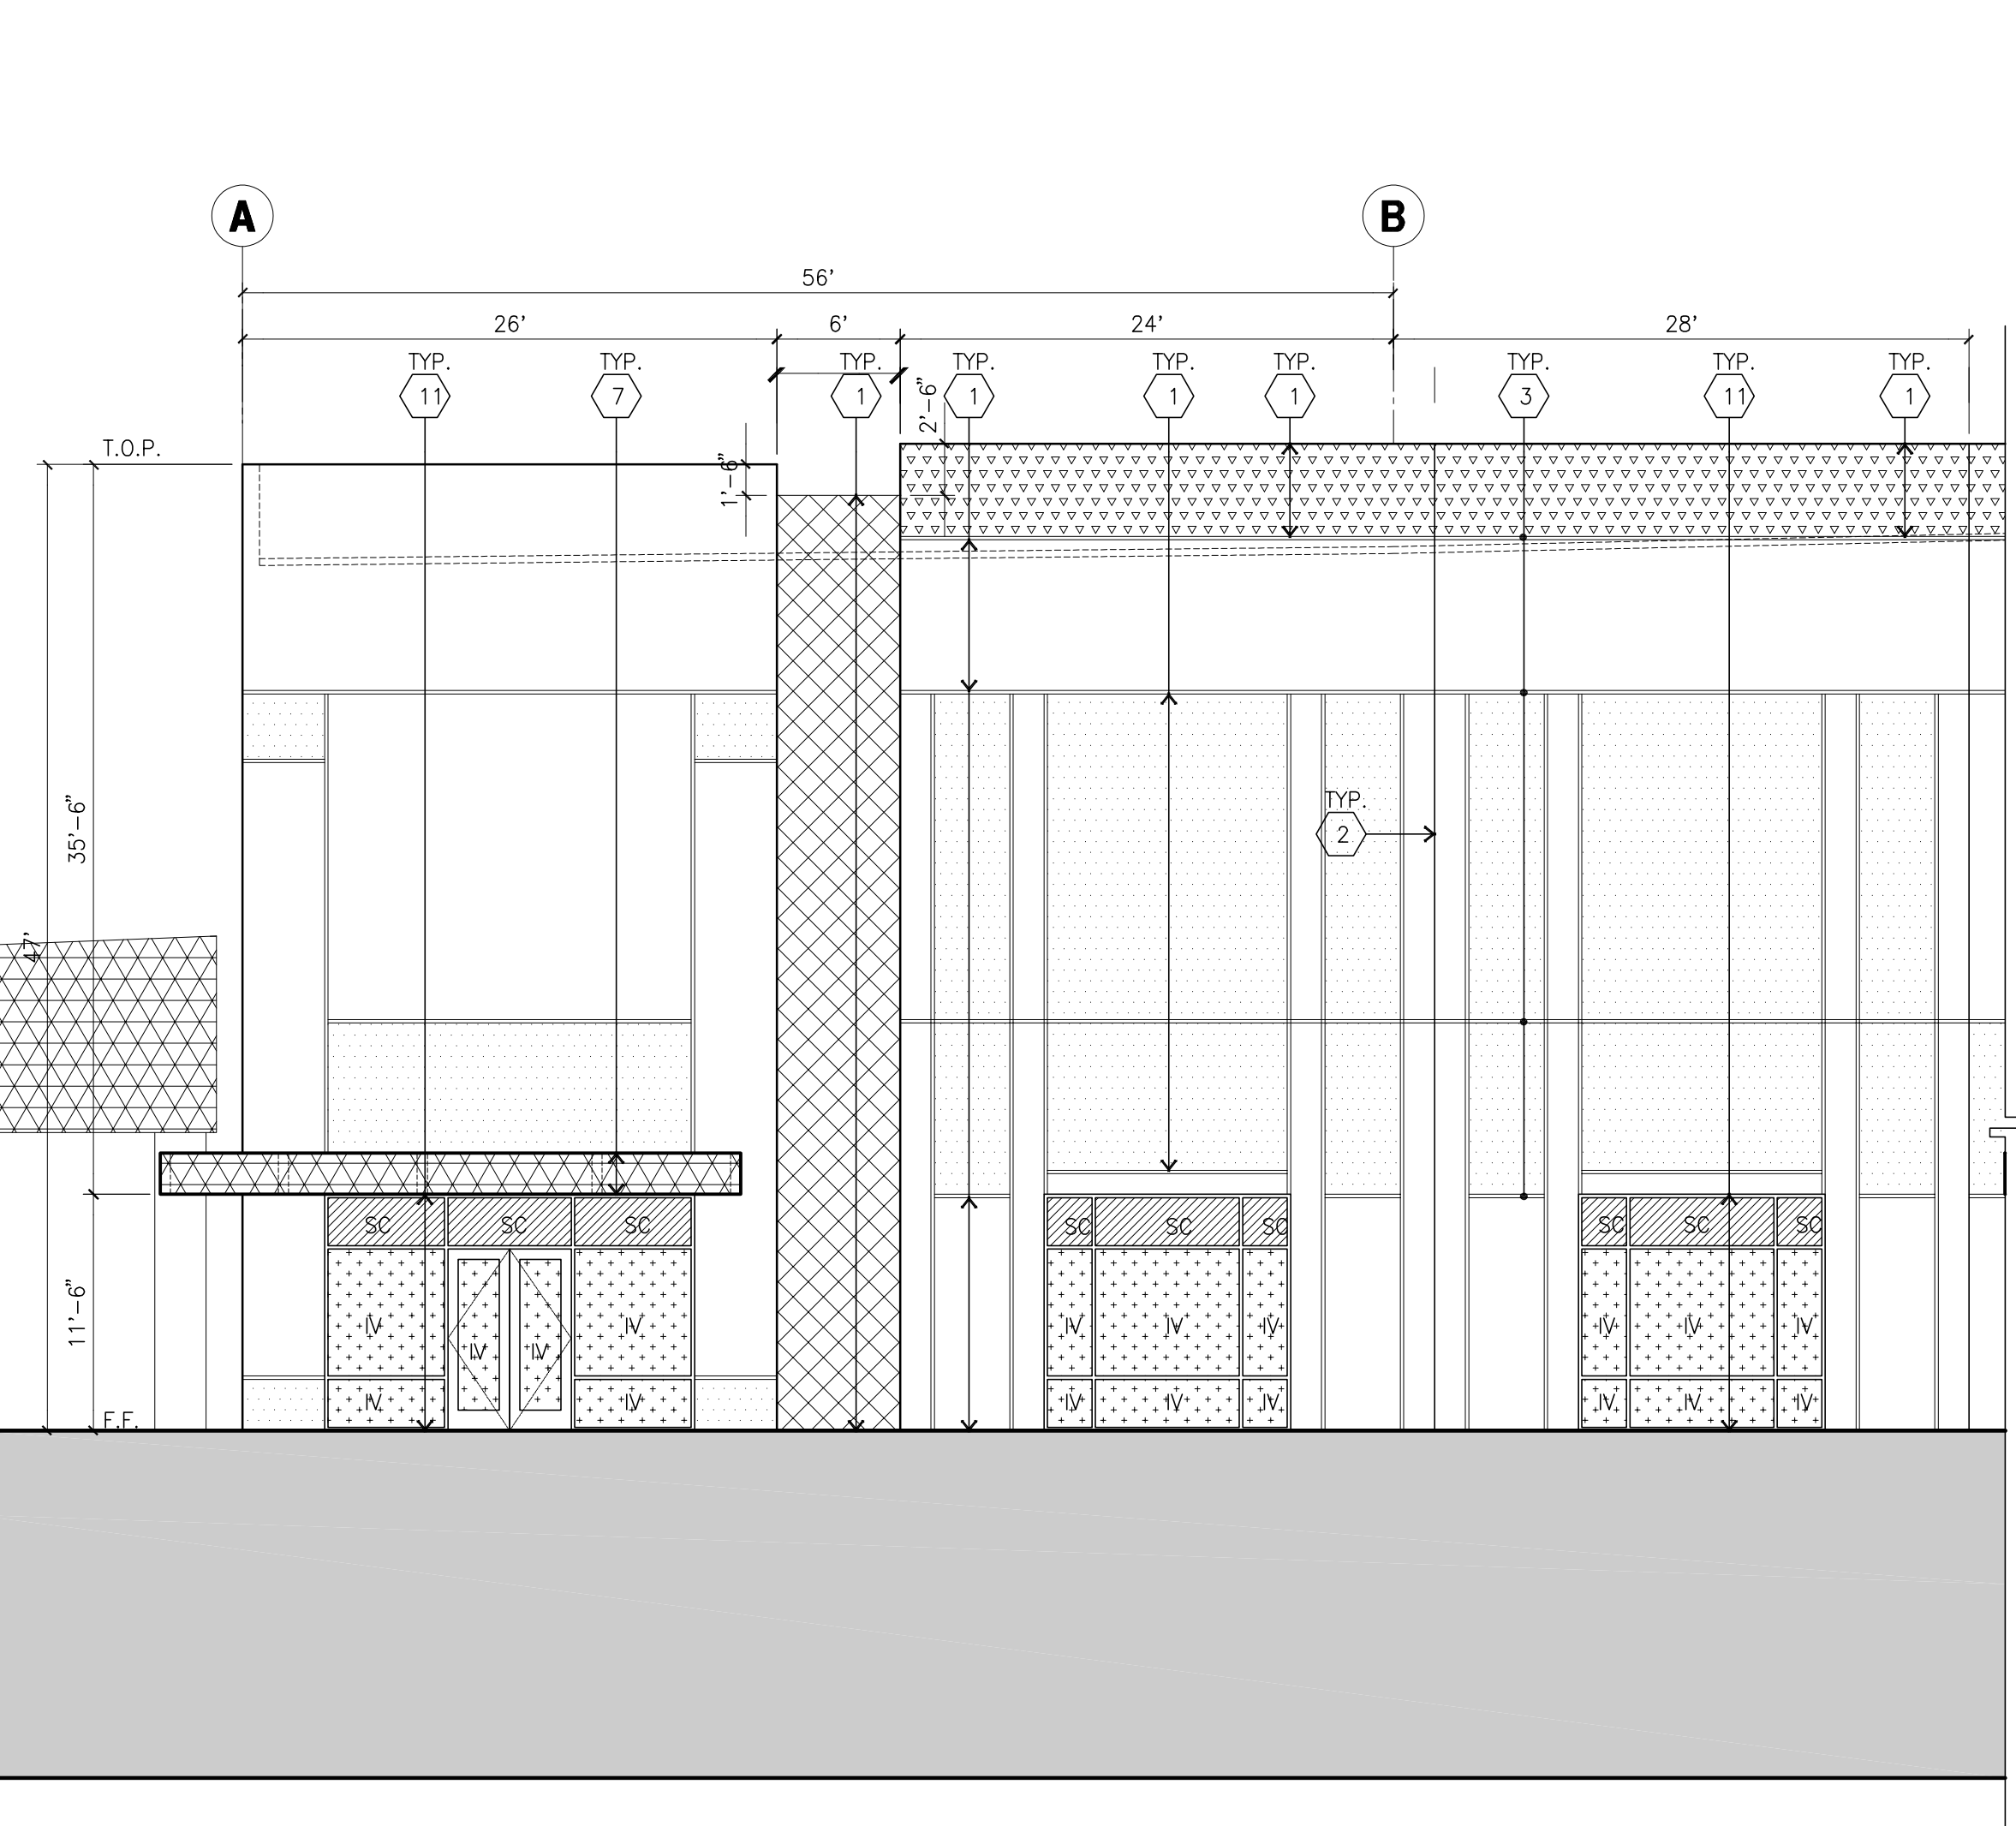 A B
56’
26’ 6’ 24’ 28’
TYP. TYP. TYP. TYP. TYP. TYP. TYP. TYP. TYP.
11 7 1 1 1 1 3 11 1
2’-6”
T.O.P.
1’-6”
35’-6”
TYP.
2
47’
SC SC SC SC SC SC SC SC SC
11’-6”
IV IV IV IV IV IV IV IV
IV IV
IV IV IV IV IV IV IV IV
F.F.